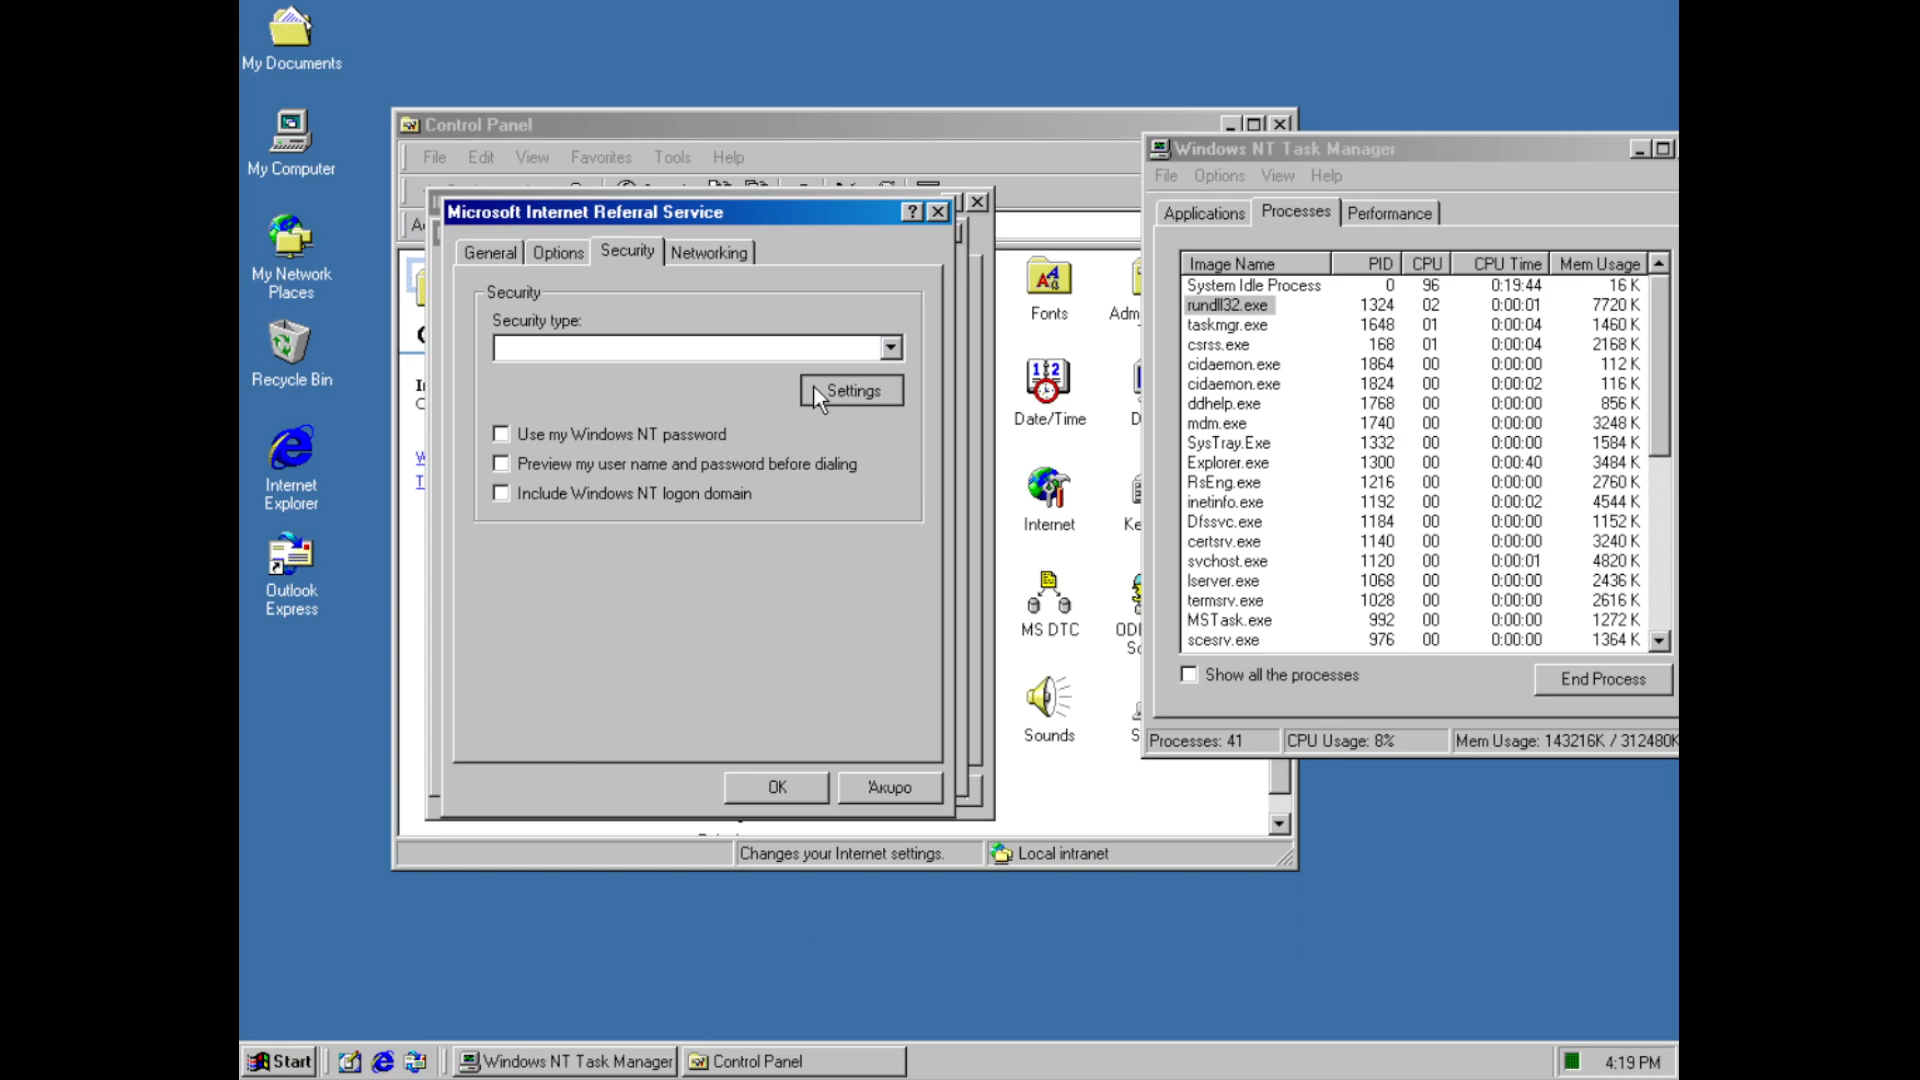 My Documents
My Computer
My Network
Places
Recycle Bin
Internet
Explorer
Outlook
Express
Control Panel
File Edit View Favorites Tools Help
Microsoft Internet Referral Service
General Options Security Networking
Security
Security type:
Settings
Use my Windows NT password
Preview my user name and password before dialing
Include Windows NT logon domain
OK Άκυρο
Fonts
Date/Time
Internet
MS DTC
Sounds
Changes your Internet settings. Local intranet
Windows NT Task Manager
File Options View Help
Applications Processes Performance
Image Name PID CPU CPU Time Mem Usage
System Idle Process 0 96 0:19:44 16 K
rundll32.exe 1324 02 0:00:01 7720 K
taskmgr.exe 1648 01 0:00:04 1460 K
csrss.exe 168 01 0:00:04 2168 K
cidaemon.exe 1864 00 0:00:00 112 K
cidaemon.exe 1824 00 0:00:02 116 K
ddhelp.exe 1768 00 0:00:00 856 K
mdm.exe 1740 00 0:00:00 3248 K
SysTray.Exe 1332 00 0:00:00 1584 K
Explorer.exe 1300 00 0:00:40 3484 K
RsEng.exe 1216 00 0:00:00 2760 K
inetinfo.exe 1192 00 0:00:02 4544 K
Dfssvc.exe 1184 00 0:00:00 1152 K
certsrv.exe 1140 00 0:00:00 3240 K
svchost.exe 1120 00 0:00:01 4820 K
lserver.exe 1068 00 0:00:00 2436 K
termsrv.exe 1028 00 0:00:00 2616 K
MSTask.exe 992 00 0:00:00 1272 K
scesrv.exe 976 00 0:00:00 1364 K
Show all the processes
End Process
Processes: 41 CPU Usage: 8% Mem Usage: 143216K / 312480K
Start Windows NT Task Manager Control Panel 4:19 PM